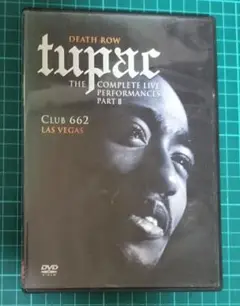 DEATH ROW
tupac
THE COMPLETE LIVE
PERFORMANCES
PART II
CLUB 662
LAS VEGAS
DVD